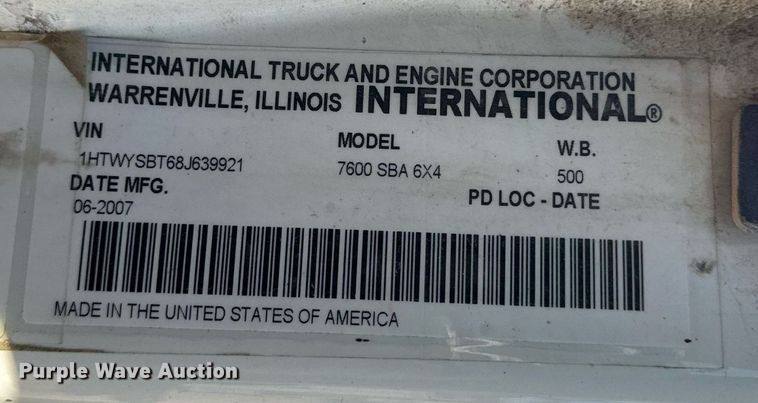 INTERNATIONAL TRUCK AND ENGINE CORPORATION
WARRENVILLE, ILLINOIS INTERNATIONAL®
VIN MODEL W.B.
1HTWYSBT68J639921 7600 SBA 6X4 500
DATE MFG. PD LOC - DATE
06-2007
MADE IN THE UNITED STATES OF AMERICA
Purple Wave Auction